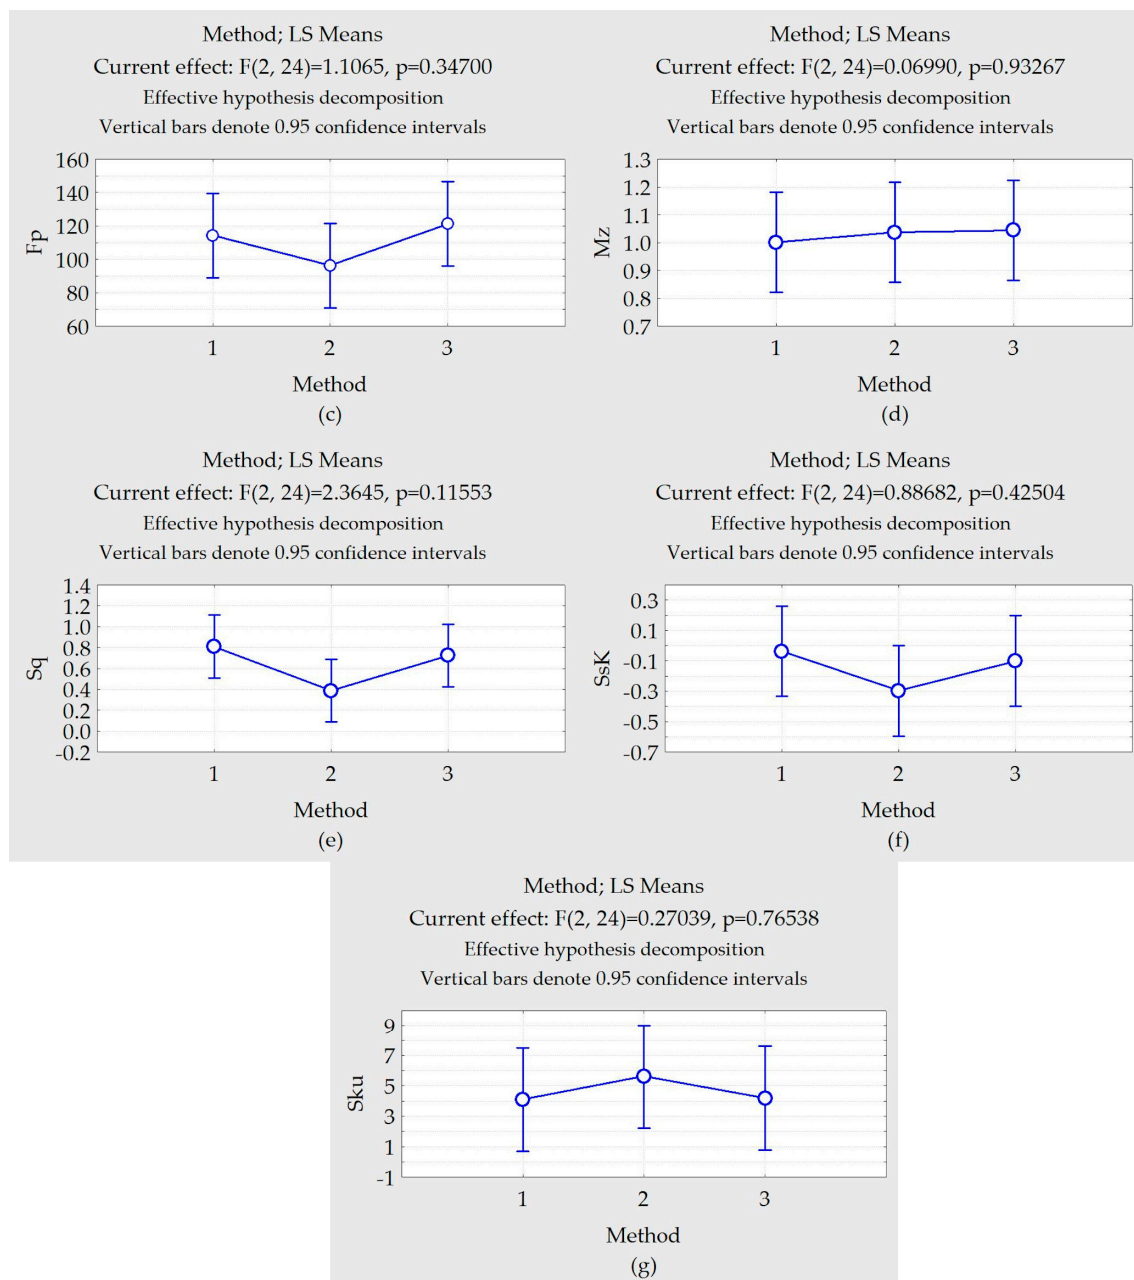 Method; LS Means
Current effect: F(2, 24)=1.1065, p=0.34700
Effective hypothesis decomposition
Vertical bars denote 0.95 confidence intervals
160
140
120
100
80
60
Fp
1 2 3
Method
(c)
Method; LS Means
Current effect: F(2, 24)=0.06990, p=0.93267
Effective hypothesis decomposition
Vertical bars denote 0.95 confidence intervals
1.3
1.2
1.1
1.0
0.9
0.8
0.7
Mz
1 2 3
Method
(d)
Method; LS Means
Current effect: F(2, 24)=2.3645, p=0.11553
Effective hypothesis decomposition
Vertical bars denote 0.95 confidence intervals
1.4
1.2
1.0
0.8
0.6
0.4
0.2
0.0
-0.2
Sq
1 2 3
Method
(e)
Method; LS Means
Current effect: F(2, 24)=0.88682, p=0.42504
Effective hypothesis decomposition
Vertical bars denote 0.95 confidence intervals
0.3
0.1
-0.1
-0.3
-0.5
-0.7
SsK
1 2 3
Method
(f)
Method; LS Means
Current effect: F(2, 24)=0.27039, p=0.76538
Effective hypothesis decomposition
Vertical bars denote 0.95 confidence intervals
9
7
5
3
1
-1
Sku
1 2 3
Method
(g)